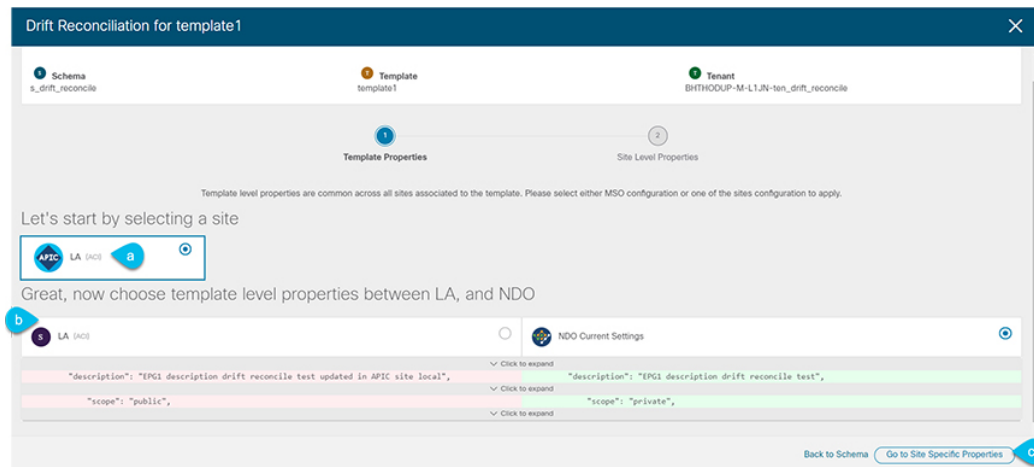 Drift Reconciliation for template1
S Schema
s_drift_reconcile
T Template
template1
T Tenant
BHTHODUP-M-L1JN-ten_drift_reconcile
1
Template Properties
2
Site Level Properties
Template level properties are common across all sites associated to the template. Please select either MSO configuration or one of the sites configuration to apply.
Let's start by selecting a site
APIC LA (ACI) a
Great, now choose template level properties between LA, and NDO
b
S LA (ACI)
NDO Current Settings
Click to expand
"description": "EPG1 description drift reconcile test updated in APIC site local",
"description": "EPG1 description drift reconcile test",
Click to expand
"scope": "public",
"scope": "private",
Click to expand
Back to Schema Go to Site Specific Properties